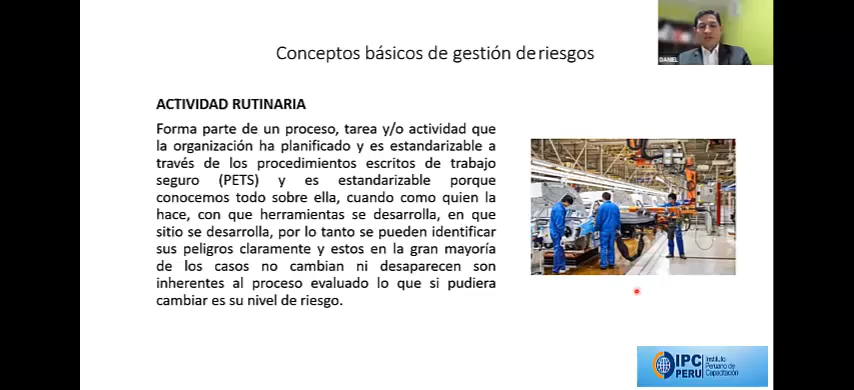 Conceptos básicos de gestión de riesgos
DANIEL
ACTIVIDAD RUTINARIA
Forma parte de un proceso, tarea y/o actividad que
la organización ha planificado y es estandarizable a
través de los procedimientos escritos de trabajo
seguro (PETS) y es estandarizable porque
conocemos todo sobre ella, cuando como quien la
hace, con que herramientas se desarrolla, en que
sitio se desarrolla, por lo tanto se pueden identificar
sus peligros claramente y estos en la gran mayoría
de los casos no cambian ni desaparecen son
inherentes al proceso evaluado lo que si pudiera
cambiar es su nivel de riesgo.
IPC
PERU
Instituto
Peruano de
Capacitación